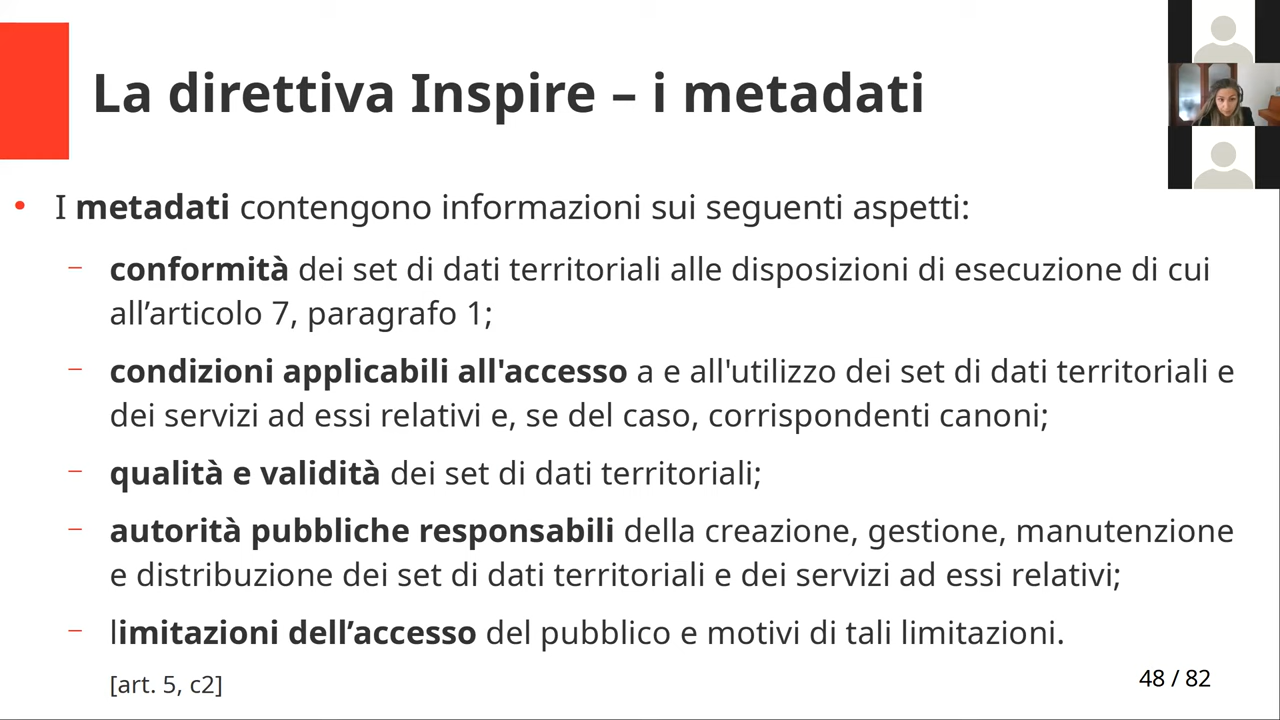 La direttiva Inspire – i metadati
• I metadati contengono informazioni sui seguenti aspetti:
– conformità dei set di dati territoriali alle disposizioni di esecuzione di cui
all’articolo 7, paragrafo 1;
– condizioni applicabili all'accesso a e all'utilizzo dei set di dati territoriali e
dei servizi ad essi relativi e, se del caso, corrispondenti canoni;
– qualità e validità dei set di dati territoriali;
– autorità pubbliche responsabili della creazione, gestione, manutenzione
e distribuzione dei set di dati territoriali e dei servizi ad essi relativi;
– limitazioni dell’accesso del pubblico e motivi di tali limitazioni.
[art. 5, c2]
48 / 82